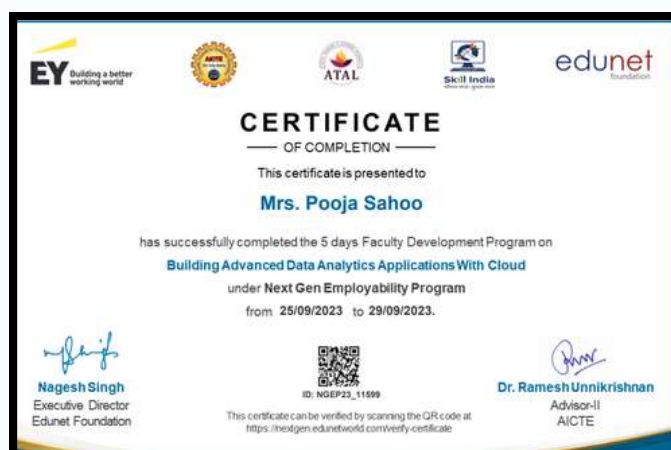 EY Building a better
working world
AICTE
ATAL
Skill India
edunet
foundation
CERTIFICATE
OF COMPLETION
This certificate is presented to
Mrs. Pooja Sahoo
has successfully completed the 5 days Faculty Development Program on
Building Advanced Data Analytics Applications With Cloud
under Next Gen Employability Program
from 25/09/2023 to 29/09/2023.
Nagesh Singh
Executive Director
Edunet Foundation
ID: NGEP23_11599
This certificate can be verified by scanning the QR code at
https://nextgen.edunetworld.com/verify-certificate
Dr. Ramesh Unnikrishnan
Advisor-II
AICTE